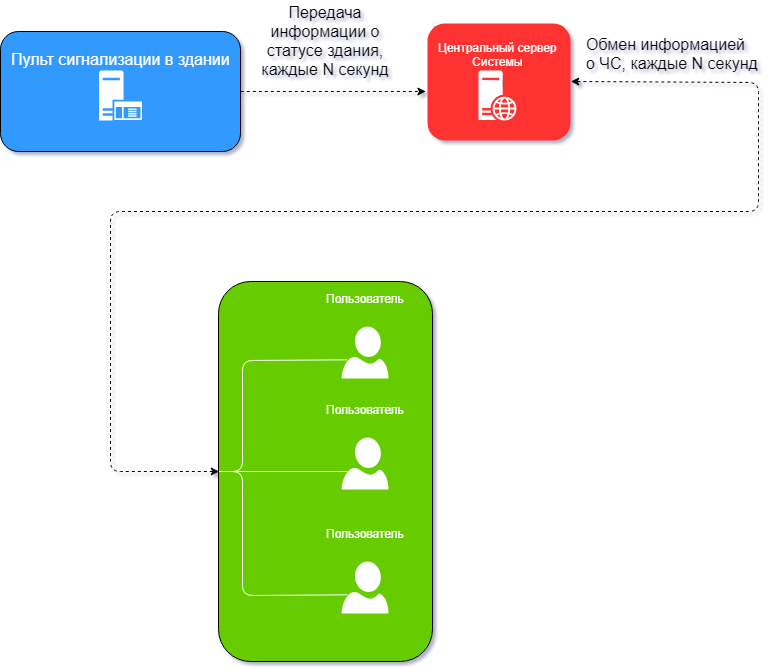 Передача
информации о
статусе здания,
каждые N секунд
Пульт сигнализации в здании
Центральный сервер
Системы
Обмен информацией
о ЧС, каждые N секунд
Пользователь
Пользователь
Пользователь